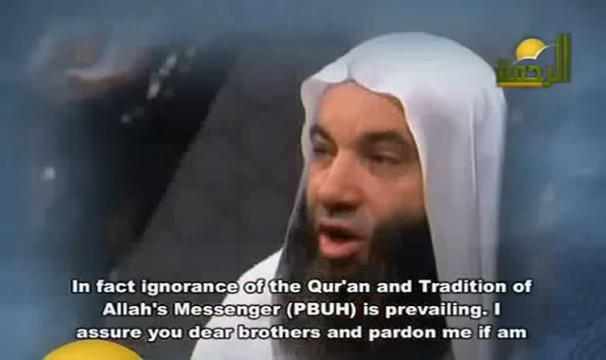 الرحمة
In fact ignorance of the Qur'an and Tradition of
Allah's Messenger (PBUH) is prevailing. I
assure you dear brothers and pardon me if am